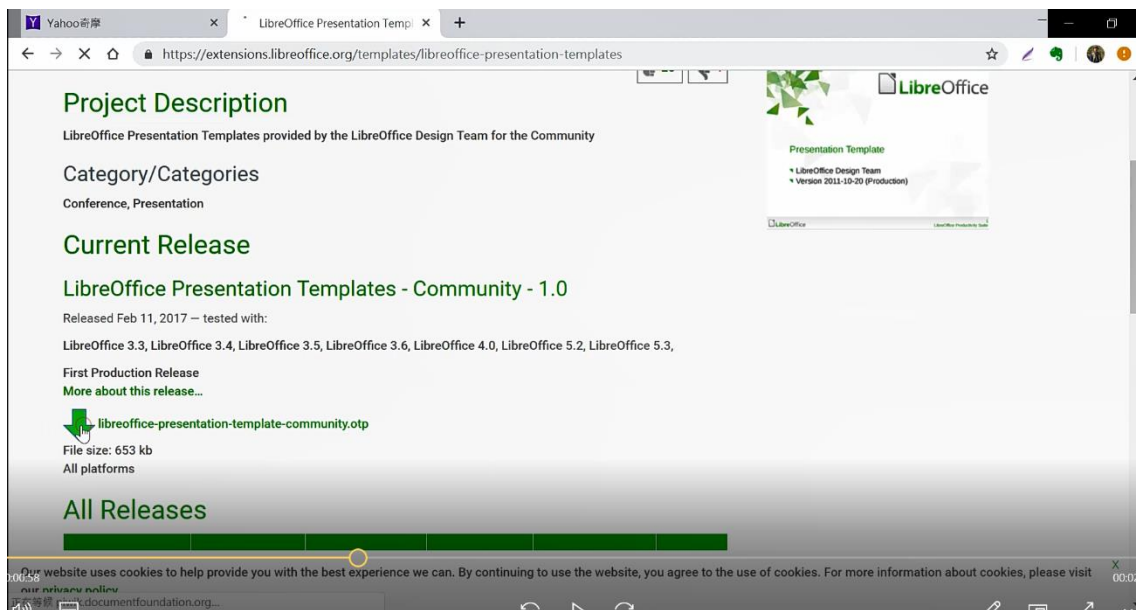 Yahoo奇摩
LibreOffice Presentation Templ
https://extensions.libreoffice.org/templates/libreoffice-presentation-templates
Project Description
LibreOffice Presentation Templates provided by the LibreOffice Design Team for the Community
Category/Categories
Conference, Presentation
Current Release
LibreOffice Presentation Templates - Community - 1.0
Released Feb 11, 2017 — tested with:
LibreOffice 3.3, LibreOffice 3.4, LibreOffice 3.5, LibreOffice 3.6, LibreOffice 4.0, LibreOffice 5.2, LibreOffice 5.3,
First Production Release
More about this release...
libreoffice-presentation-template-community.otp
File size: 653 kb
All platforms
All Releases
LibreOffice
Presentation Template
LibreOffice Design Team
Version 2011-10-20 (Production)
LibreOffice
LibreOffice Productivity Suite
X
Our website uses cookies to help provide you with the best experience we can. By continuing to use the website, you agree to the use of cookies. For more information about cookies, please visit
our privacy policy
0:00:58
00:02
documentfoundation.org...